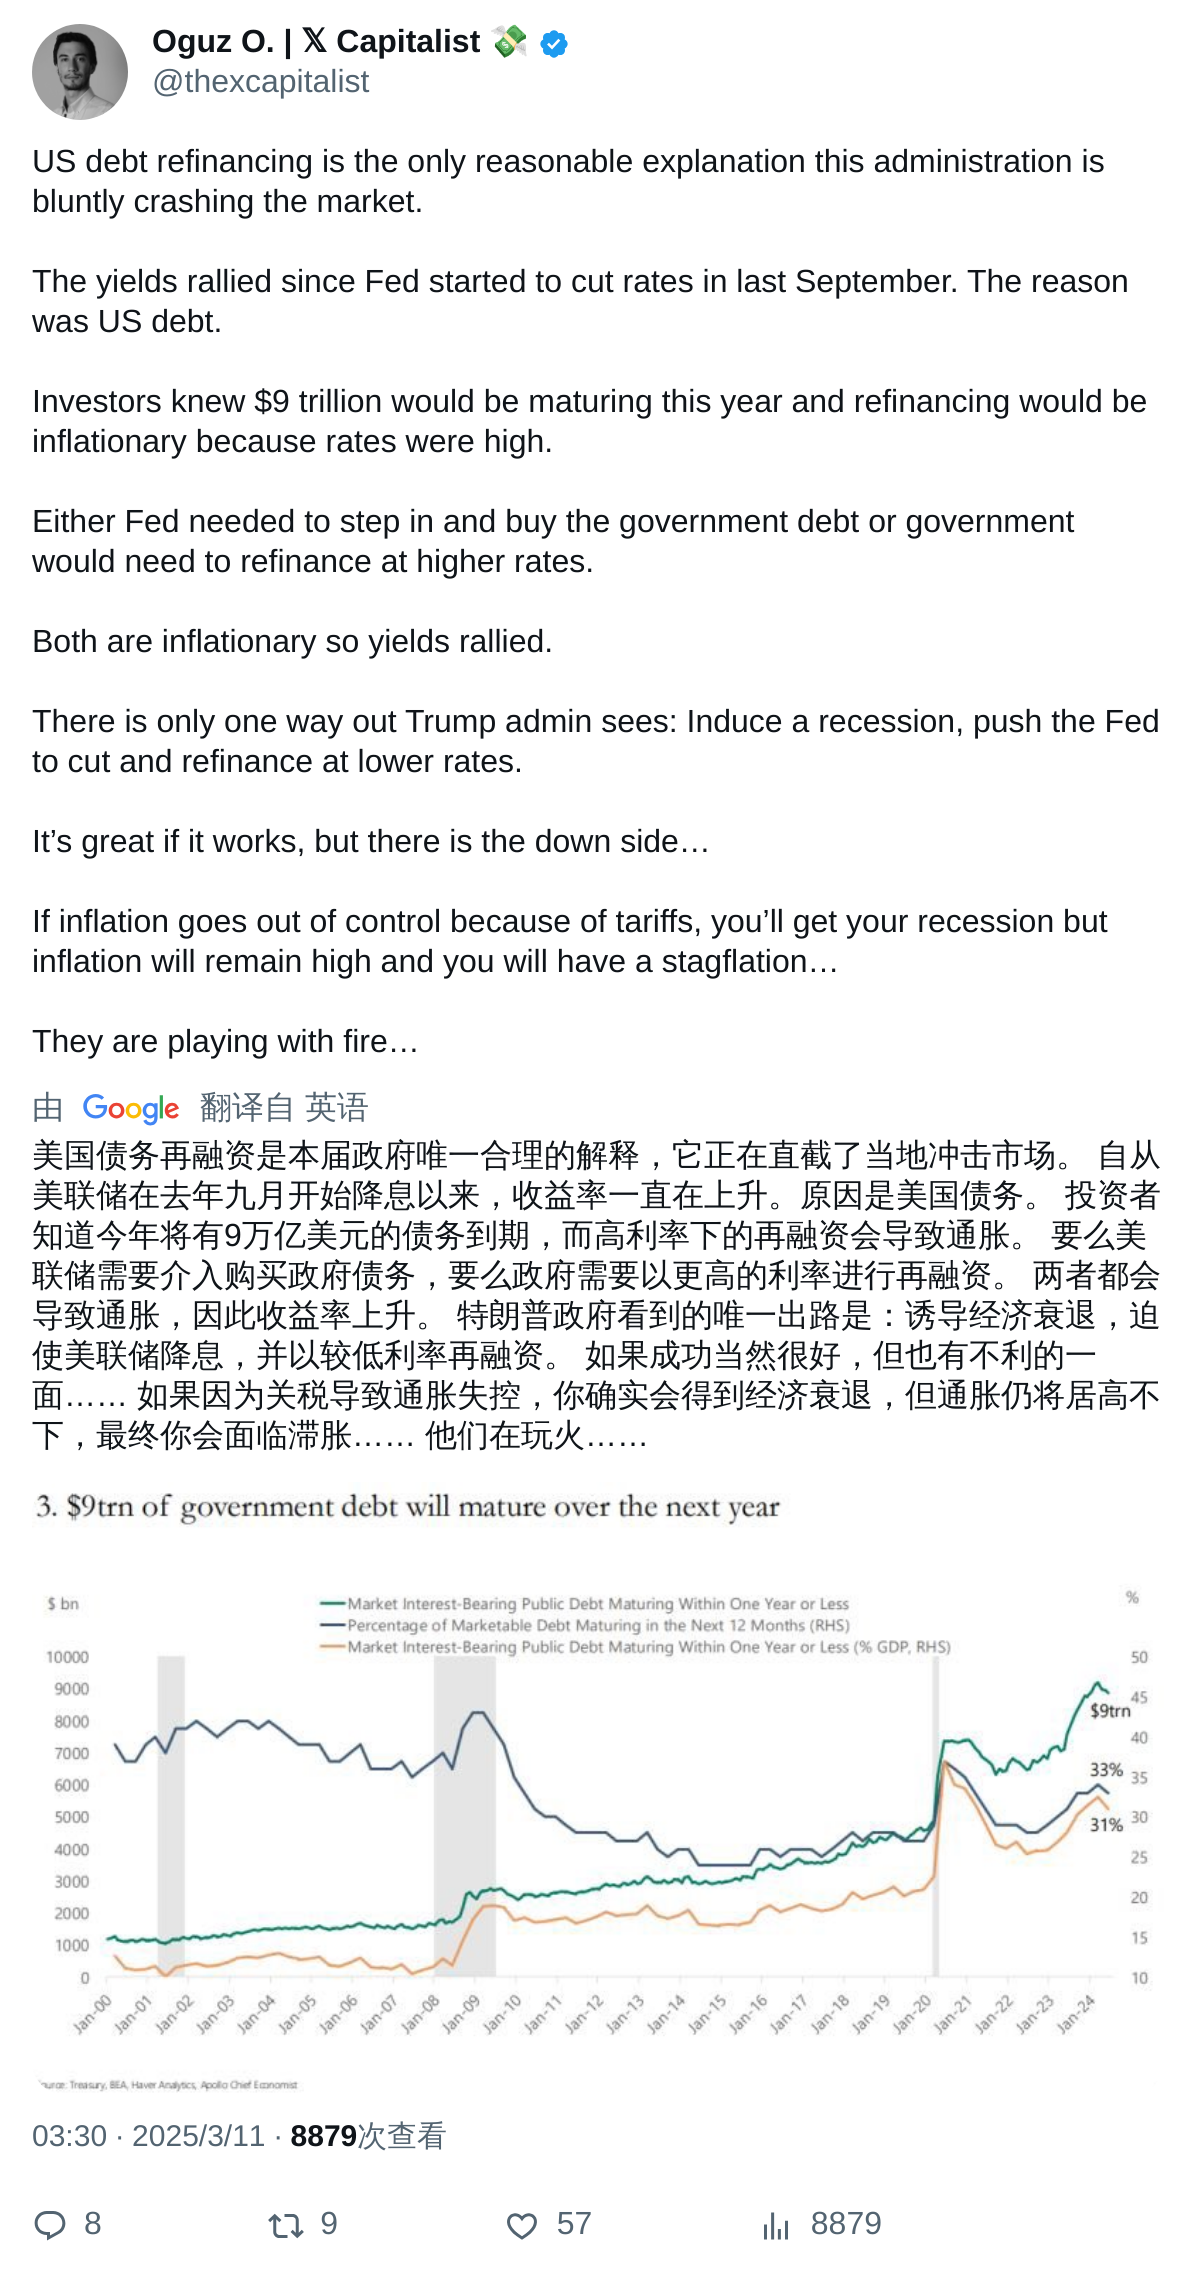 Oguz O. | 𝕏 Capitalist 💸
@thexcapitalist
US debt refinancing is the only reasonable explanation this administration is
bluntly crashing the market.
The yields rallied since Fed started to cut rates in last September. The reason
was US debt.
Investors knew $9 trillion would be maturing this year and refinancing would be
inflationary because rates were high.
Either Fed needed to step in and buy the government debt or government
would need to refinance at higher rates.
Both are inflationary so yields rallied.
There is only one way out Trump admin sees: Induce a recession, push the Fed
to cut and refinance at lower rates.
It’s great if it works, but there is the down side…
If inflation goes out of control because of tariffs, you’ll get your recession but
inflation will remain high and you will have a stagflation…
They are playing with fire…
由 Google 翻译自 英语
美国债务再融资是本届政府唯一合理的解释，它正在直截了当地冲击市场。 自从
美联储在去年九月开始降息以来，收益率一直在上升。原因是美国债务。 投资者
知道今年将有9万亿美元的债务到期，而高利率下的再融资会导致通胀。 要么美
联储需要介入购买政府债务，要么政府需要以更高的利率进行再融资。 两者都会
导致通胀，因此收益率上升。 特朗普政府看到的唯一出路是：诱导经济衰退，迫
使美联储降息，并以较低利率再融资。 如果成功当然很好，但也有不利的一
面…… 如果因为关税导致通胀失控，你确实会得到经济衰退，但通胀仍将居高不
下，最终你会面临滞胀…… 他们在玩火……
3. $9trn of government debt will mature over the next year
$ bn
%
Market Interest-Bearing Public Debt Maturing Within One Year or Less
Percentage of Marketable Debt Maturing in the Next 12 Months (RHS)
Market Interest-Bearing Public Debt Maturing Within One Year or Less (% GDP, RHS)
10000
9000
8000
7000
6000
5000
4000
3000
2000
1000
0
50
45
40
35
30
25
20
15
10
$9trn
33%
31%
Jan-00 Jan-01 Jan-02 Jan-03 Jan-04 Jan-05 Jan-06 Jan-07 Jan-08 Jan-09 Jan-10 Jan-11 Jan-12 Jan-13 Jan-14 Jan-15 Jan-16 Jan-17 Jan-18 Jan-19 Jan-20 Jan-21 Jan-22 Jan-23 Jan-24
Treasury, BEA, Haver Analytics, Apollo Chief Economist
03:30 · 2025/3/11 · 8879次查看
8 9 57 8879